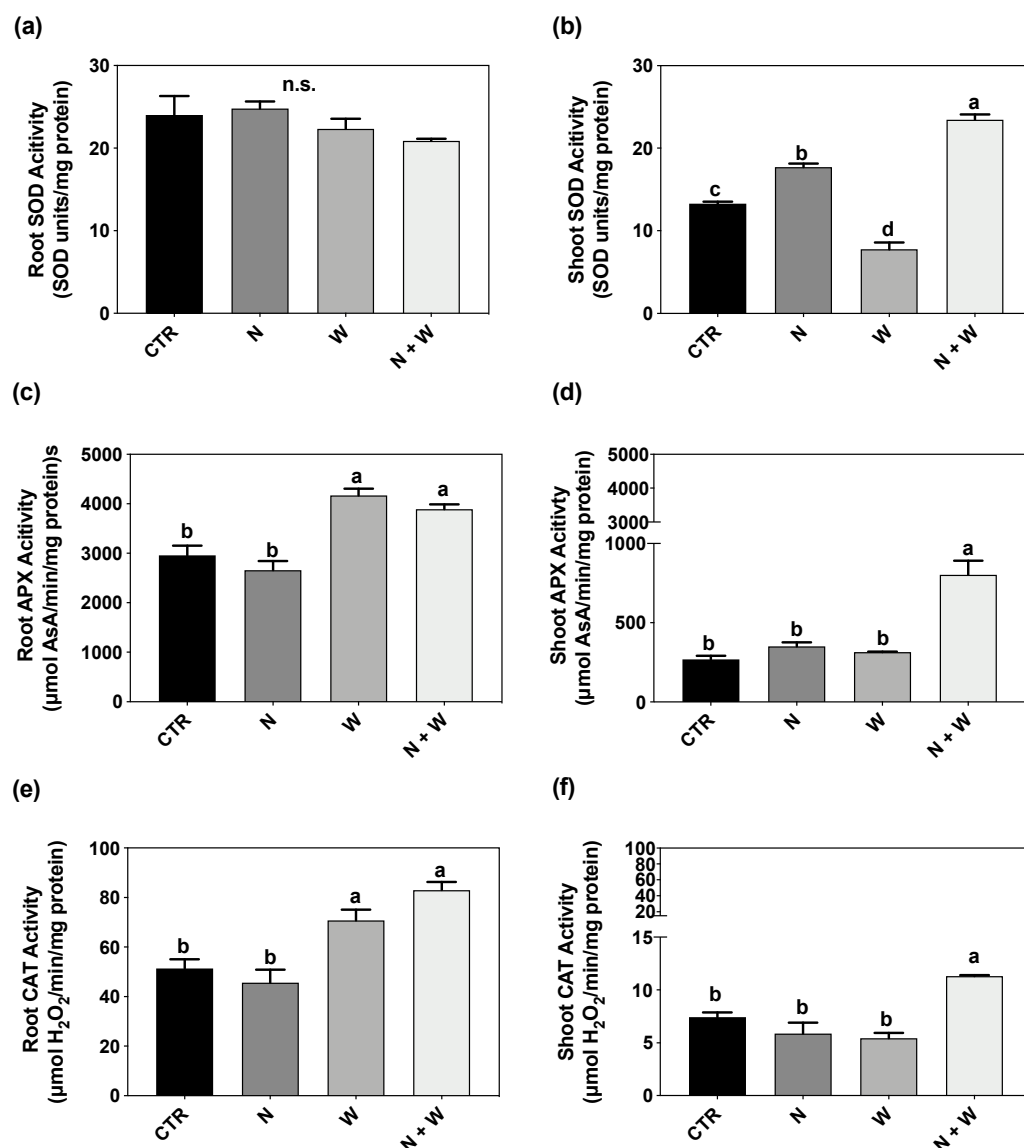 (a)
Root SOD Acitivity
(SOD units/mg protein)
30
20
10
0
n.s.
CTR
N
W
N + W
(b)
Shoot SOD Acitivity
(SOD units/mg protein)
30
20
10
0
c
b
d
a
CTR
N
W
N + W
(c)
Root APX Acitivity
(µmol AsA/min/mg protein)s
5000
4000
3000
2000
1000
0
b
b
a
a
CTR
N
W
N + W
(d)
Shoot APX Acitivty
(µmol AsA/min/mg protein)
5000
4000
3000
1000
500
0
b
b
b
a
CTR
N
W
N + W
(e)
Root CAT Activity
(µmol H₂O₂/min/mg protein)
100
80
60
40
20
0
b
b
a
a
CTR
N
W
N + W
(f)
Shoot CAT Activity
(µmol H₂O₂/min/mg protein)
100
80
60
40
20
15
10
5
0
b
b
b
a
CTR
N
W
N + W